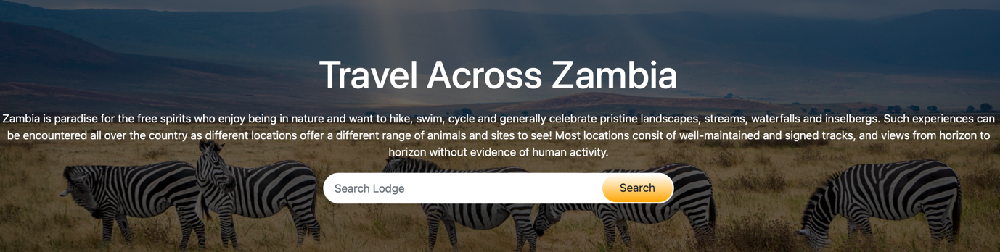 Travel Across Zambia
Zambia is paradise for the free spirits who enjoy being in nature and want to hike, swim, cycle and generally celebrate pristine landscapes, streams, waterfalls and inselbergs. Such experiences can
be encountered all over the country as different locations offer a different range of animals and sites to see! Most locations consit of well-maintained and signed tracks, and views from horizon to
horizon without evidence of human activity.
Search Lodge
Search